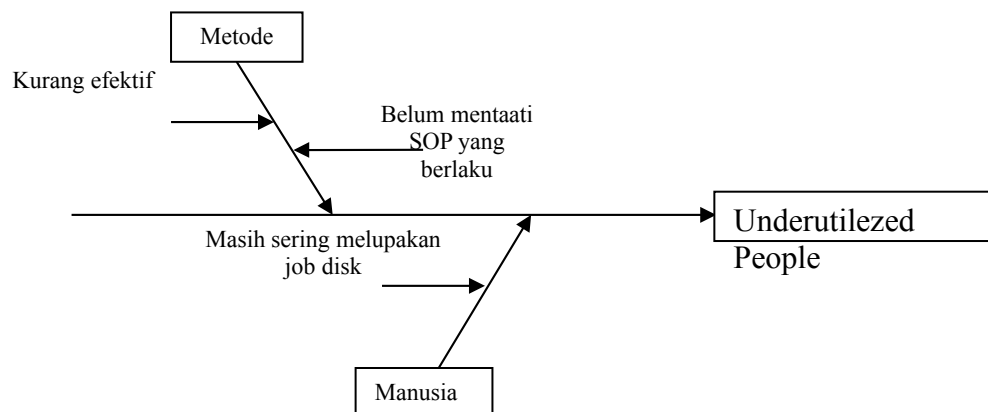 Metode
Kurang efektif
Belum mentaati
SOP yang
berlaku
Underutilezed
People
Masih sering melupakan
job disk
Manusia